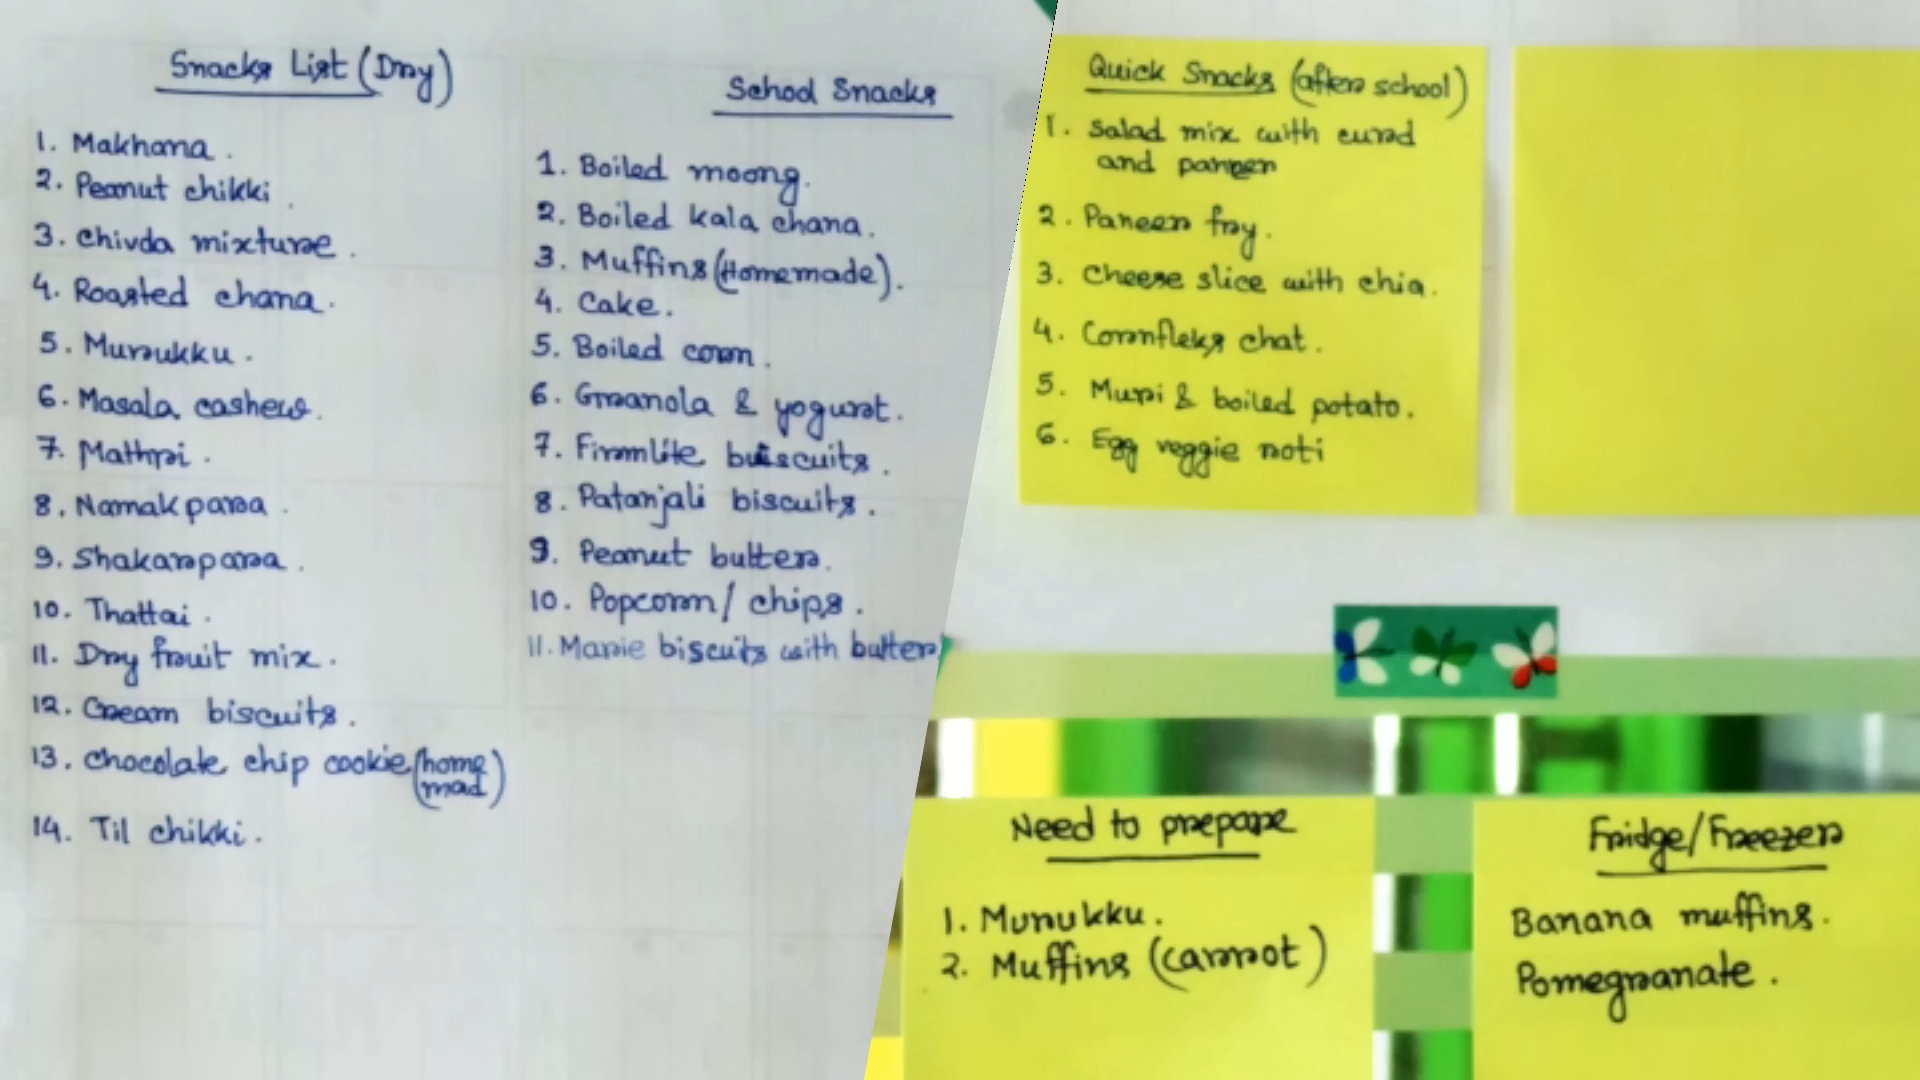 Snacks List (Dry)
1. Makhana.
2. Peanut chikki.
3. Chivda mixture.
4. Roasted chana.
5. Murukku.
6. Masala cashews.
7. Mathri.
8. Namakpara.
9. Shakarpara.
10. Thattai.
11. Dry fruit mix.
12. Cream biscuits.
13. Chocolate chip cookie (home mad)
14. Til chikki.
School Snacks
1. Boiled moong.
2. Boiled kala chana.
3. Muffins (Homemade).
4. Cake.
5. Boiled corn.
6. Granola & yogurt.
7. Firmlite buiscuits.
8. Patanjali biscuits.
9. Peanut butter.
10. Popcorn / chips.
11. Marie biscuits with butter
Quick Snacks (after school)
1. Salad mix with curd
and panner
2. Paneer fry.
3. Cheese slice with chia.
4. Cornfleks chat.
5. Muri & boiled potato.
6. Egg veggie roti
Need to prepare
1. Murukku.
2. Muffins (carrot)
Fridge/Freezer
Banana muffins.
Pomegranate.